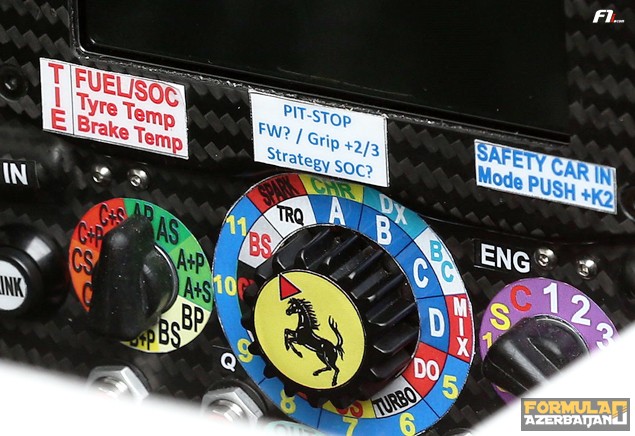 F1.com
TIE
FUEL/SOC
Tyre Temp
Brake Temp
PIT-STOP
FW? / Grip +2/3
Strategy SOC?
SAFETY CAR IN
Mode PUSH +K2
IN
C+S
C+P
CS
AP
AS
A+P
A+S
BP
BS
B+P
SPARK
CHR
DX
BC
MIX
DO
TURBO
BS
TRQ
A
B
C
D
5
6
7
8
9
10
11
Q
ENG
S
C
1
2
3
FORMULA
AZERBAIJAN